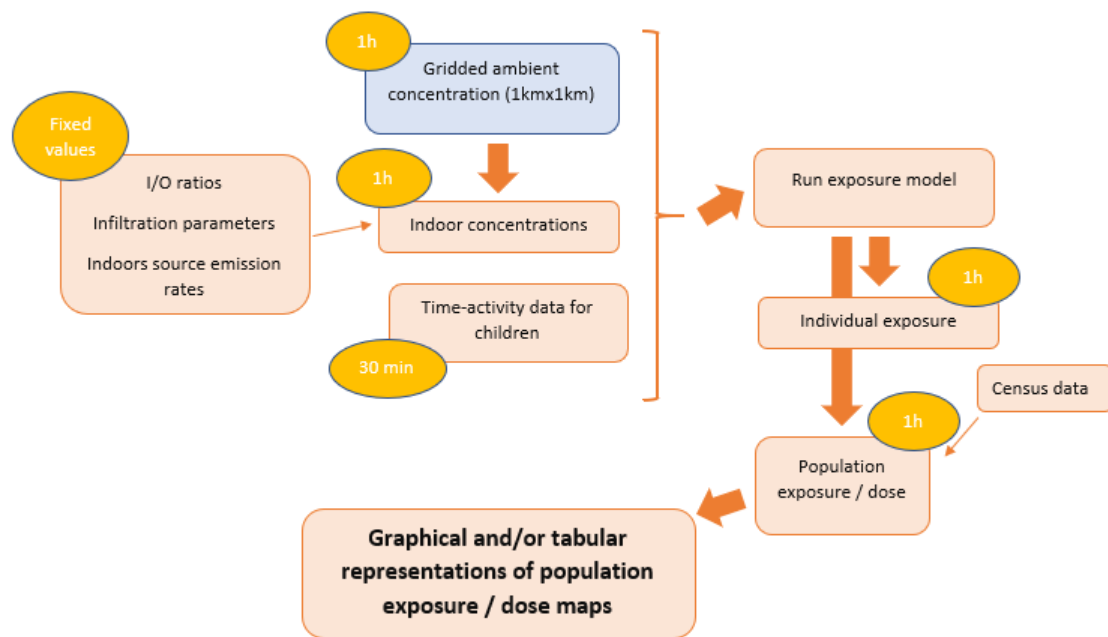 1h
Gridded ambient
concentration (1kmx1km)
Fixed
values
I/O ratios
Infiltration parameters
Indoors source emission
rates
1h
Indoor concentrations
Time-activity data for
children
30 min
Run exposure model
1h
Individual exposure
Census data
1h
Population
exposure / dose
Graphical and/or tabular
representations of population
exposure / dose maps